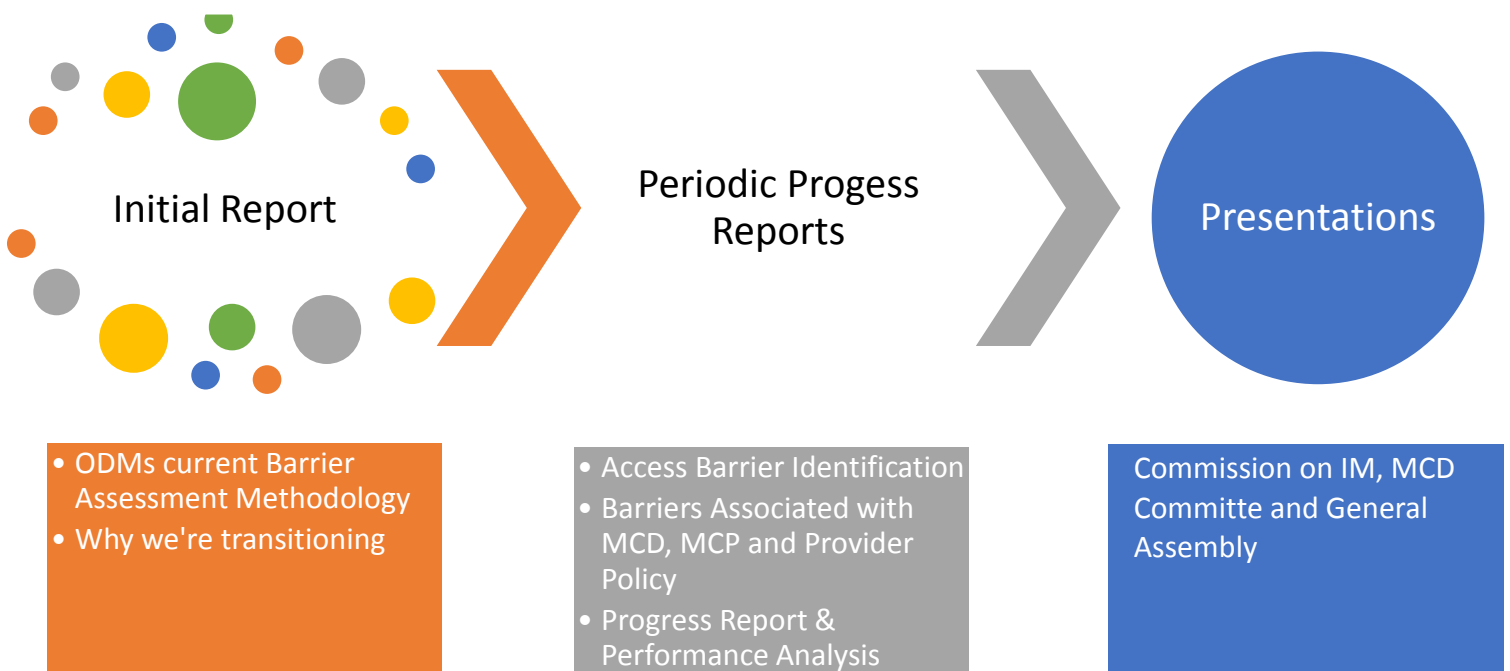 Initial Report
Periodic Progess
Reports
Presentations
• ODMs current Barrier
Assessment Methodology
• Why we're transitioning
• Access Barrier Identification
• Barriers Associated with
MCD, MCP and Provider
Policy
• Progress Report &
Performance Analysis
Commission on IM, MCD
Committe and General
Assembly